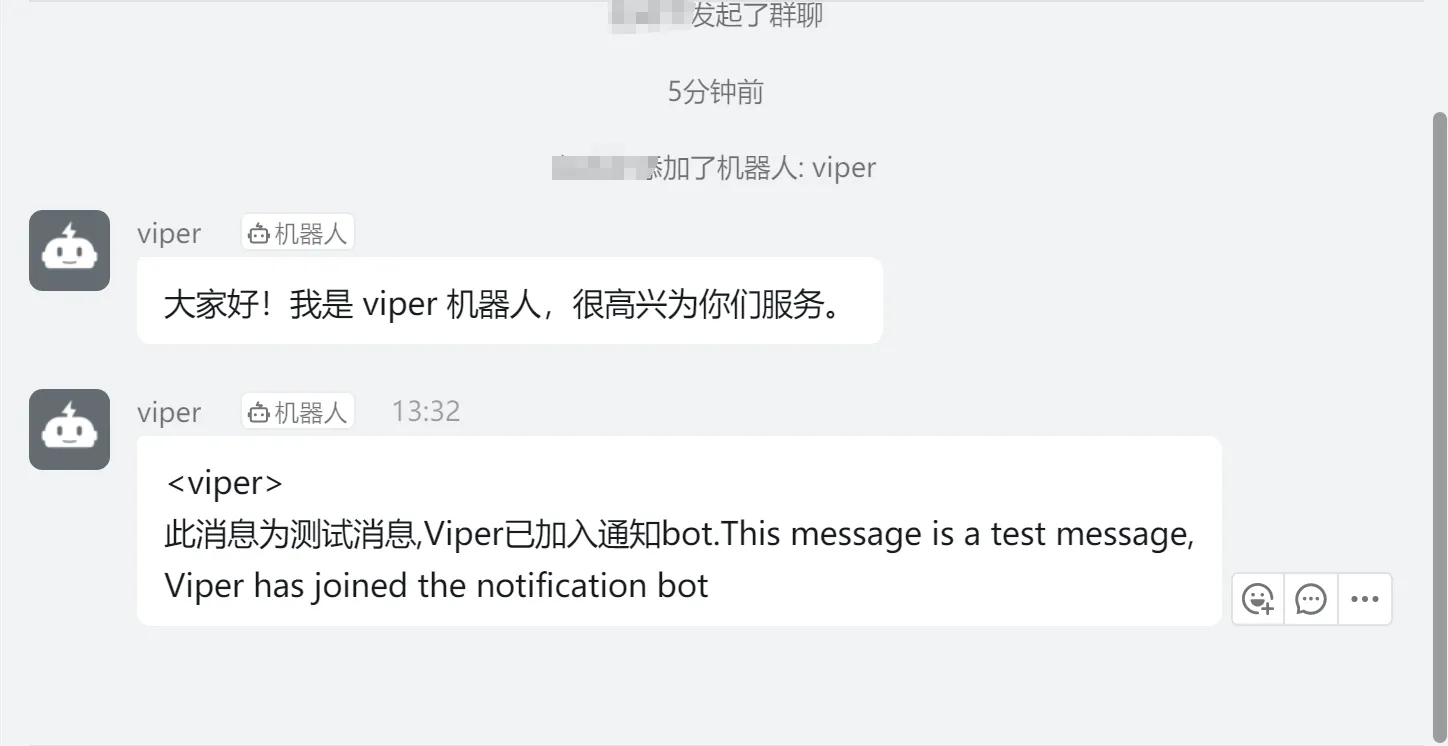 发起了群聊
5分钟前
添加了机器人: viper
viper 机器人
大家好！我是 viper 机器人，很高兴为你们服务。
viper 机器人 13:32
<viper>
此消息为测试消息,Viper已加入通知bot.This message is a test message,
Viper has joined the notification bot